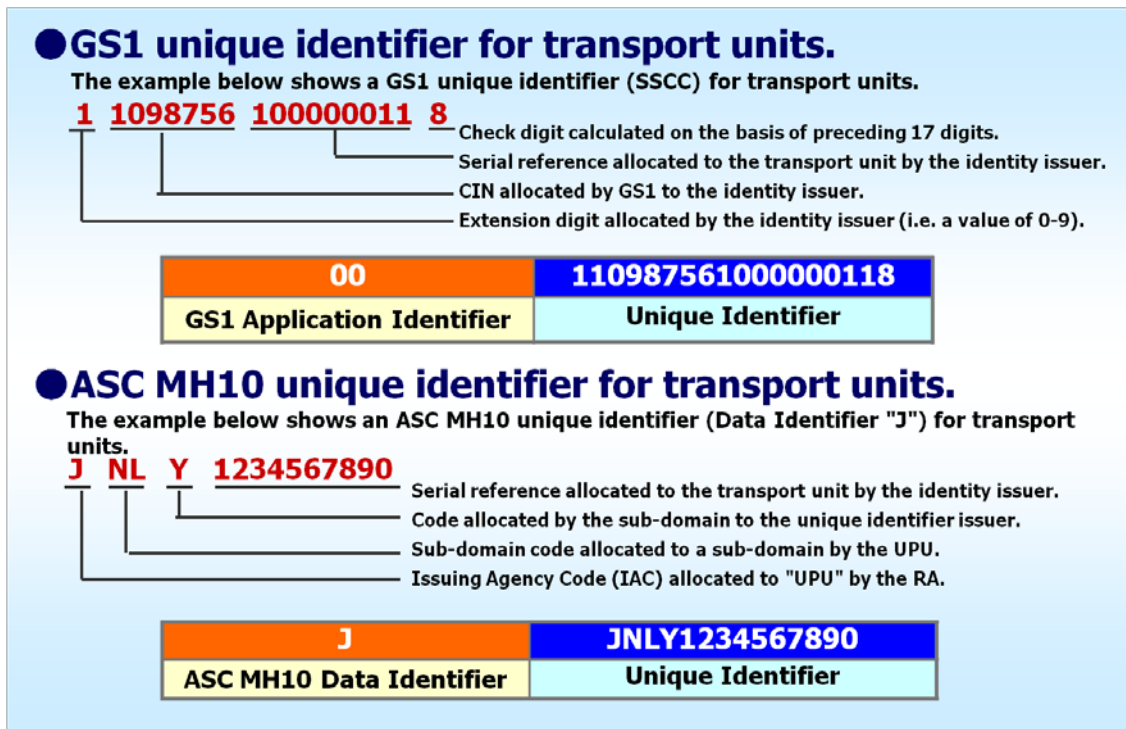 ●GS1 unique identifier for transport units.
The example below shows a GS1 unique identifier (SSCC) for transport units.
1 1098756 100000011 8
Check digit calculated on the basis of preceding 17 digits.
Serial reference allocated to the transport unit by the identity issuer.
CIN allocated by GS1 to the identity issuer.
Extension digit allocated by the identity issuer (i.e. a value of 0-9).
00 110987561000000118
GS1 Application Identifier Unique Identifier
●ASC MH10 unique identifier for transport units.
The example below shows an ASC MH10 unique identifier (Data Identifier "J") for transport
units.
J NL Y 1234567890
Serial reference allocated to the transport unit by the identity issuer.
Code allocated by the sub-domain to the unique identifier issuer.
Sub-domain code allocated to a sub-domain by the UPU.
Issuing Agency Code (IAC) allocated to "UPU" by the RA.
J JNLY1234567890
ASC MH10 Data Identifier Unique Identifier